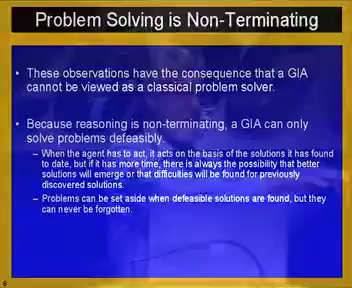 Problem Solving is Non-Terminating
• These observations have the consequence that a GIA
cannot be viewed as a classical problem solver.
• Because reasoning is non-terminating, a GIA can only
solve problems defeasibly.
– When the agent has to act, it acts on the basis of the solutions it has found
to date, but if it has more time, there is always the possibility that better
solutions will emerge or that difficulties will be found for previously
discovered solutions.
– Problems can be set aside when defeasible solutions are found, but they
can never be forgotten.
6